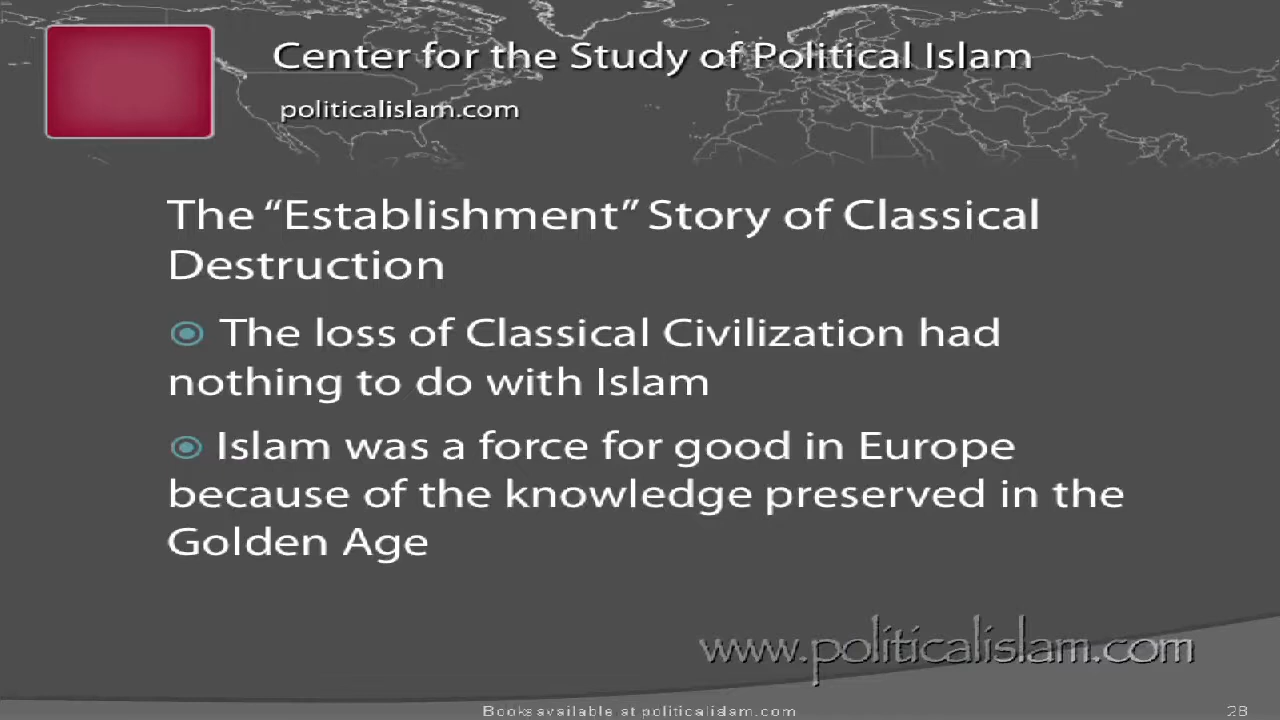 Center for the Study of Political Islam
politicalislam.com
The “Establishment” Story of Classical
Destruction
The loss of Classical Civilization had
nothing to do with Islam
Islam was a force for good in Europe
because of the knowledge preserved in the
Golden Age
www.politicalislam.com
Books available at politicalislam.com
28